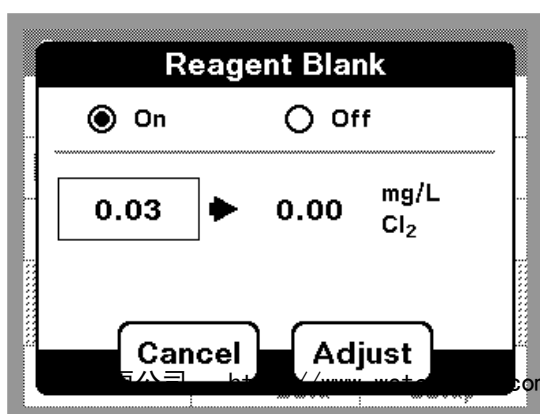 Reagent Blank
On Off
0.03 0.00 mg/L
Cl₂
Cancel Adjust